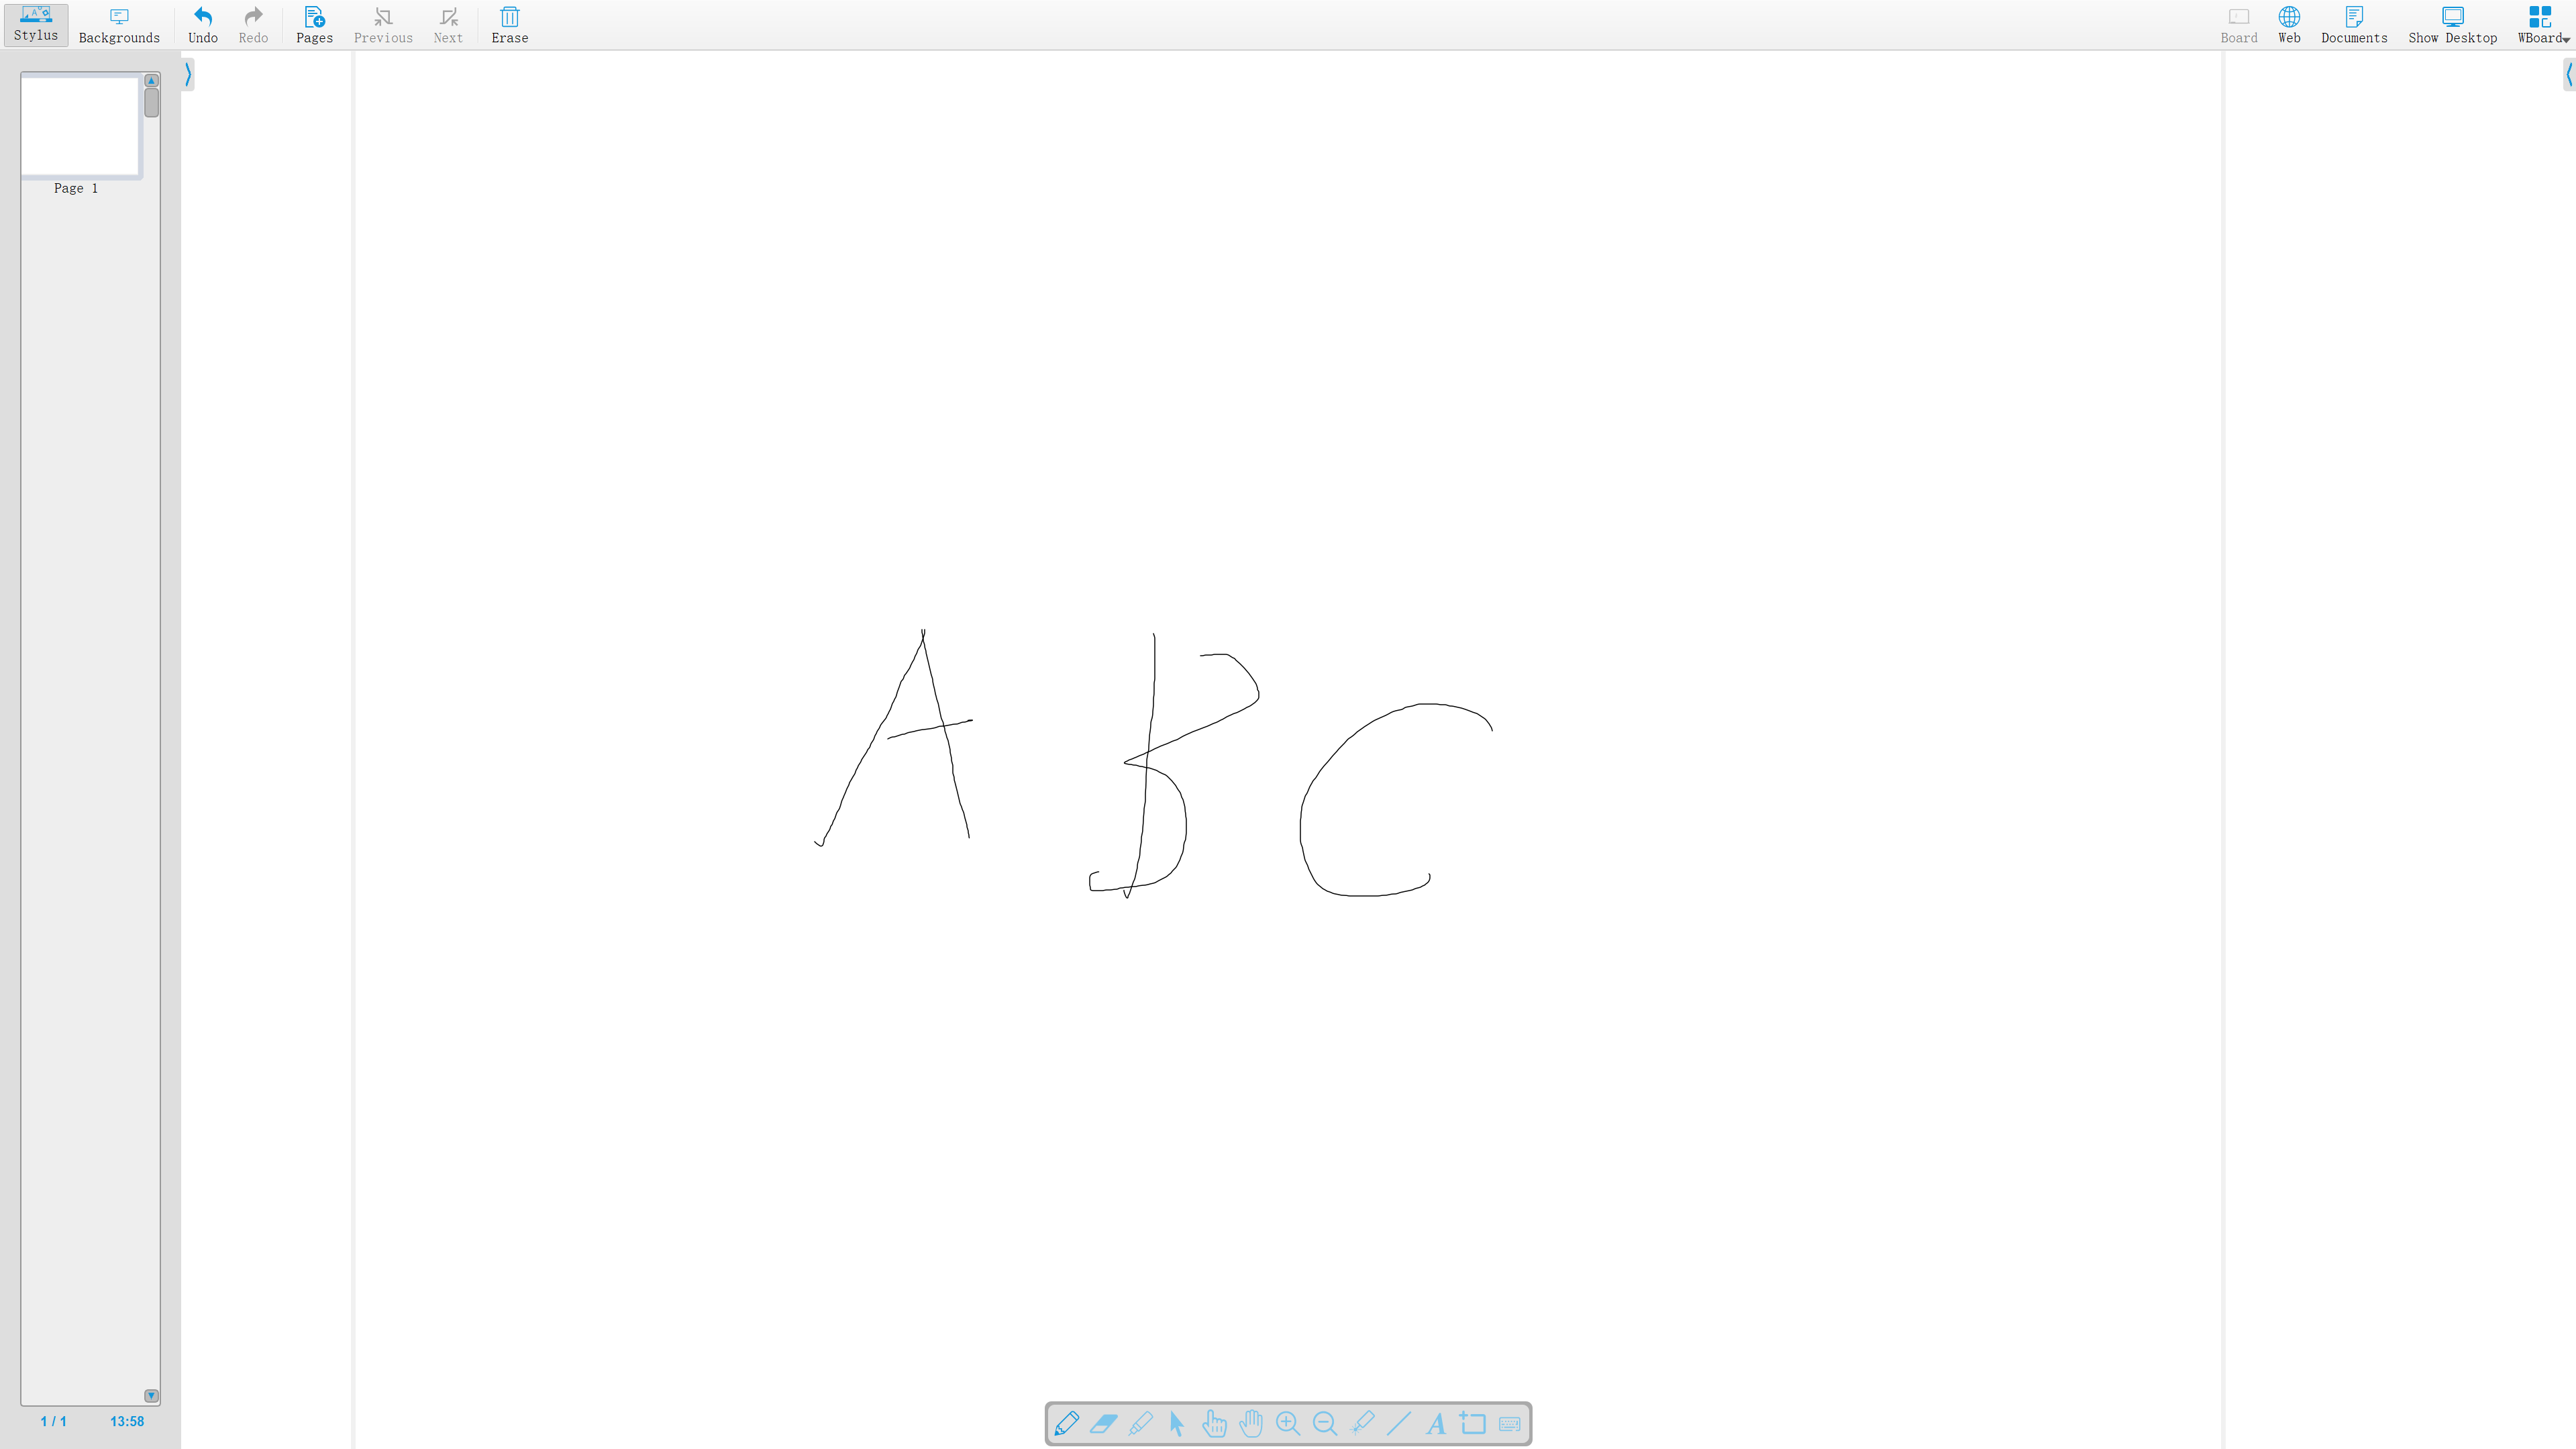 Stylus Backgrounds Undo Redo Pages Previous Next Erase Board Web Documents Show Desktop WBoard
Page 1
A B C
1 / 1 13:58